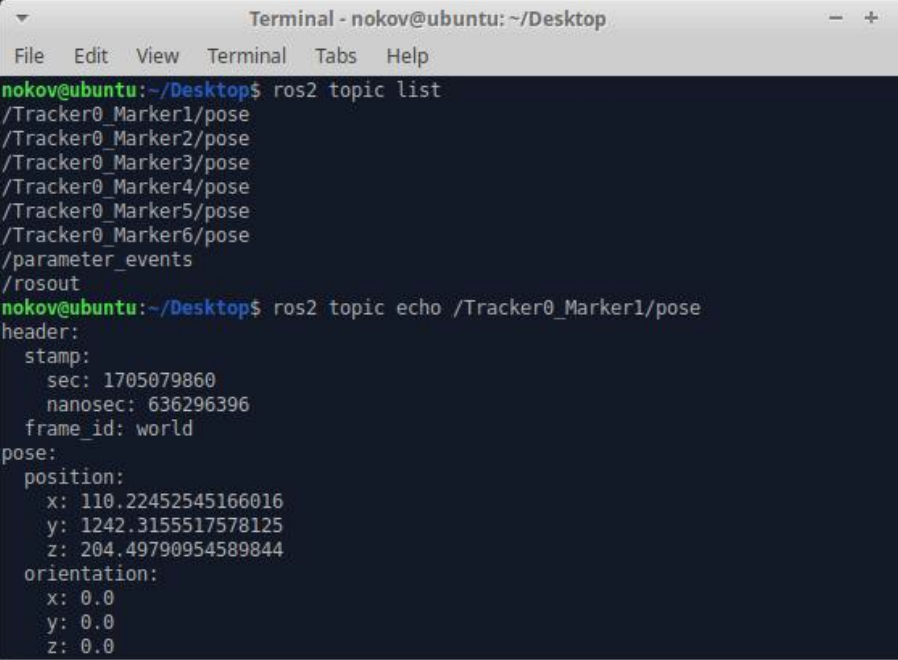 Terminal - nokov@ubuntu: ~/Desktop
File Edit View Terminal Tabs Help
nokov@ubuntu:~/Desktop$ ros2 topic list
/Tracker0_Marker1/pose
/Tracker0_Marker2/pose
/Tracker0_Marker3/pose
/Tracker0_Marker4/pose
/Tracker0_Marker5/pose
/Tracker0_Marker6/pose
/parameter_events
/rosout
nokov@ubuntu:~/Desktop$ ros2 topic echo /Tracker0_Marker1/pose
header:
  stamp:
    sec: 1705079860
    nanosec: 636296396
  frame_id: world
pose:
  position:
    x: 110.22452545166016
    y: 1242.3155517578125
    z: 204.49790954589844
  orientation:
    x: 0.0
    y: 0.0
    z: 0.0